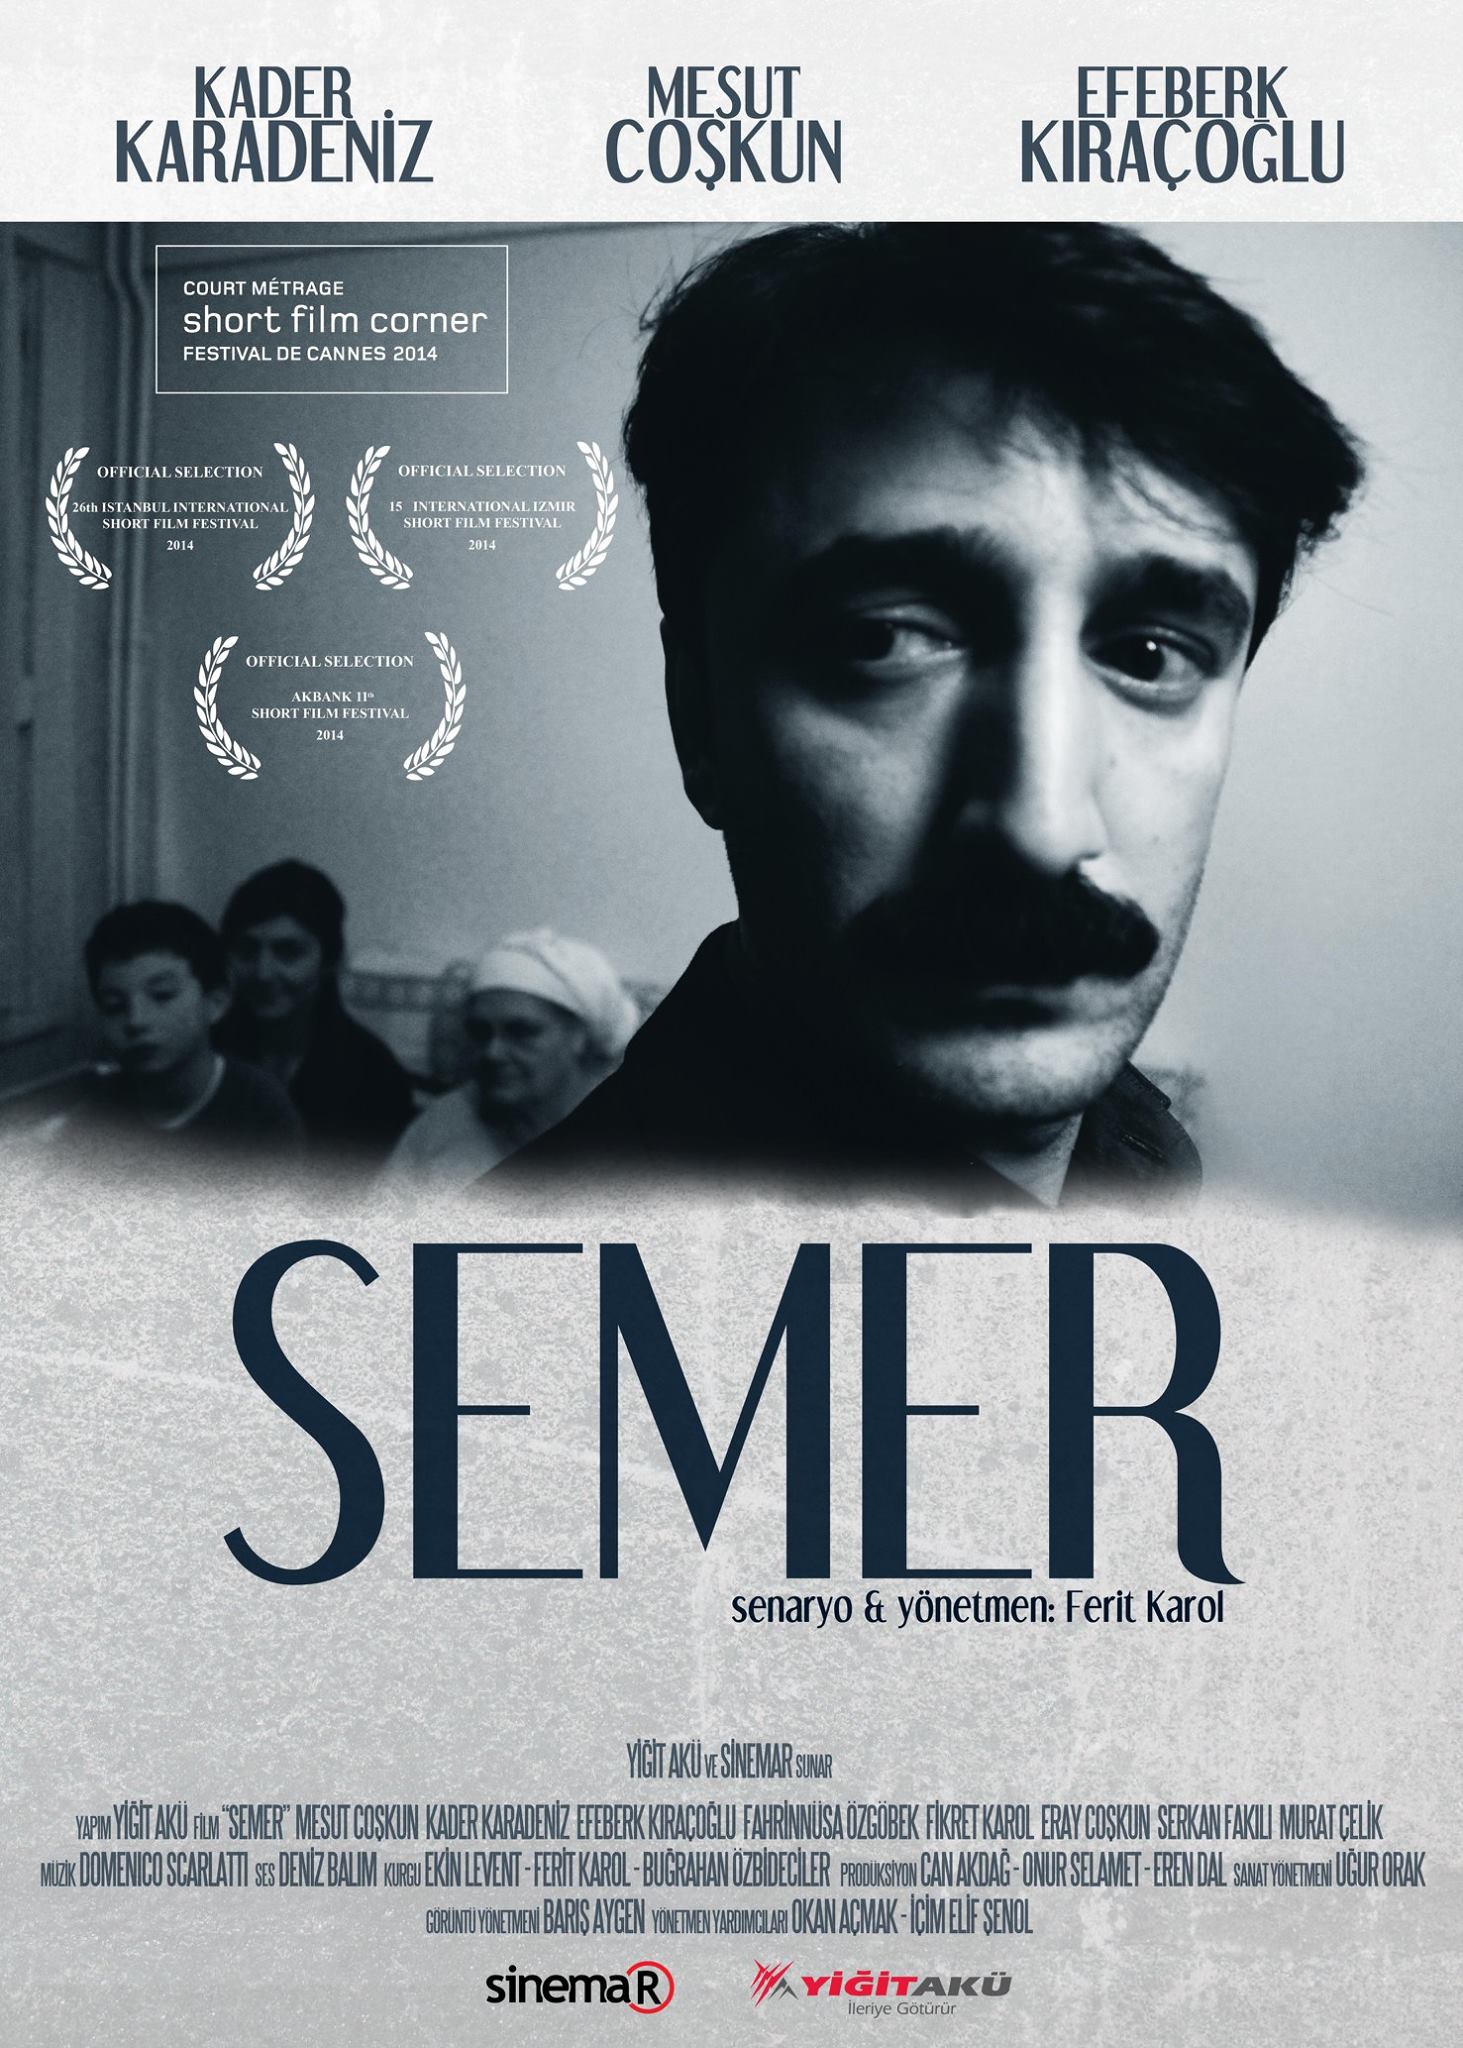 KADER
KARADENİZ
MESUT
COŞKUN
EFEBERK
KIRAÇOĞLU
COURT MÉTRAGE
short film corner
FESTIVAL DE CANNES 2014
OFFICIAL SELECTION
26th ISTANBUL INTERNATIONAL
SHORT FILM FESTIVAL
2014
OFFICIAL SELECTION
15 INTERNATIONAL IZMIR
SHORT FILM FESTIVAL
2014
OFFICIAL SELECTION
AKBANK 11th
SHORT FILM FESTIVAL
2014
SEMER
senaryo & yönetmen: Ferit Karol
YİĞİT AKÜ VE SİNEMAR SUNAR
YAPIM YİĞİT AKÜ FİLM "SEMER" MESUT COŞKUN KADER KARADENİZ EFEBERK KIRAÇOĞLU FAHRİNNÜSA ÖZGÖBEK FİKRET KAROL ERAY COŞKUN SERKAN FAKILI MURAT ÇELİK
MÜZİK DOMENICO SCARLATTI SES DENİZ BALIM KURGU EKİN LEVENT - FERİT KAROL - BUĞRAHAN ÖZBİDECİLER PRODÜKSİYON CAN AKDAĞ - ONUR SELAMET - EREN DAL SANAT YÖNETMENİ UĞUR ORAK
GÖRÜNTÜ YÖNETMENİ BARIŞ AYGEN YÖNETMEN YARDIMCILARI OKAN AÇMAK - İÇİM ELİF ŞENOL
sinemaR
YİĞİTAKÜ
İleriye Götürür